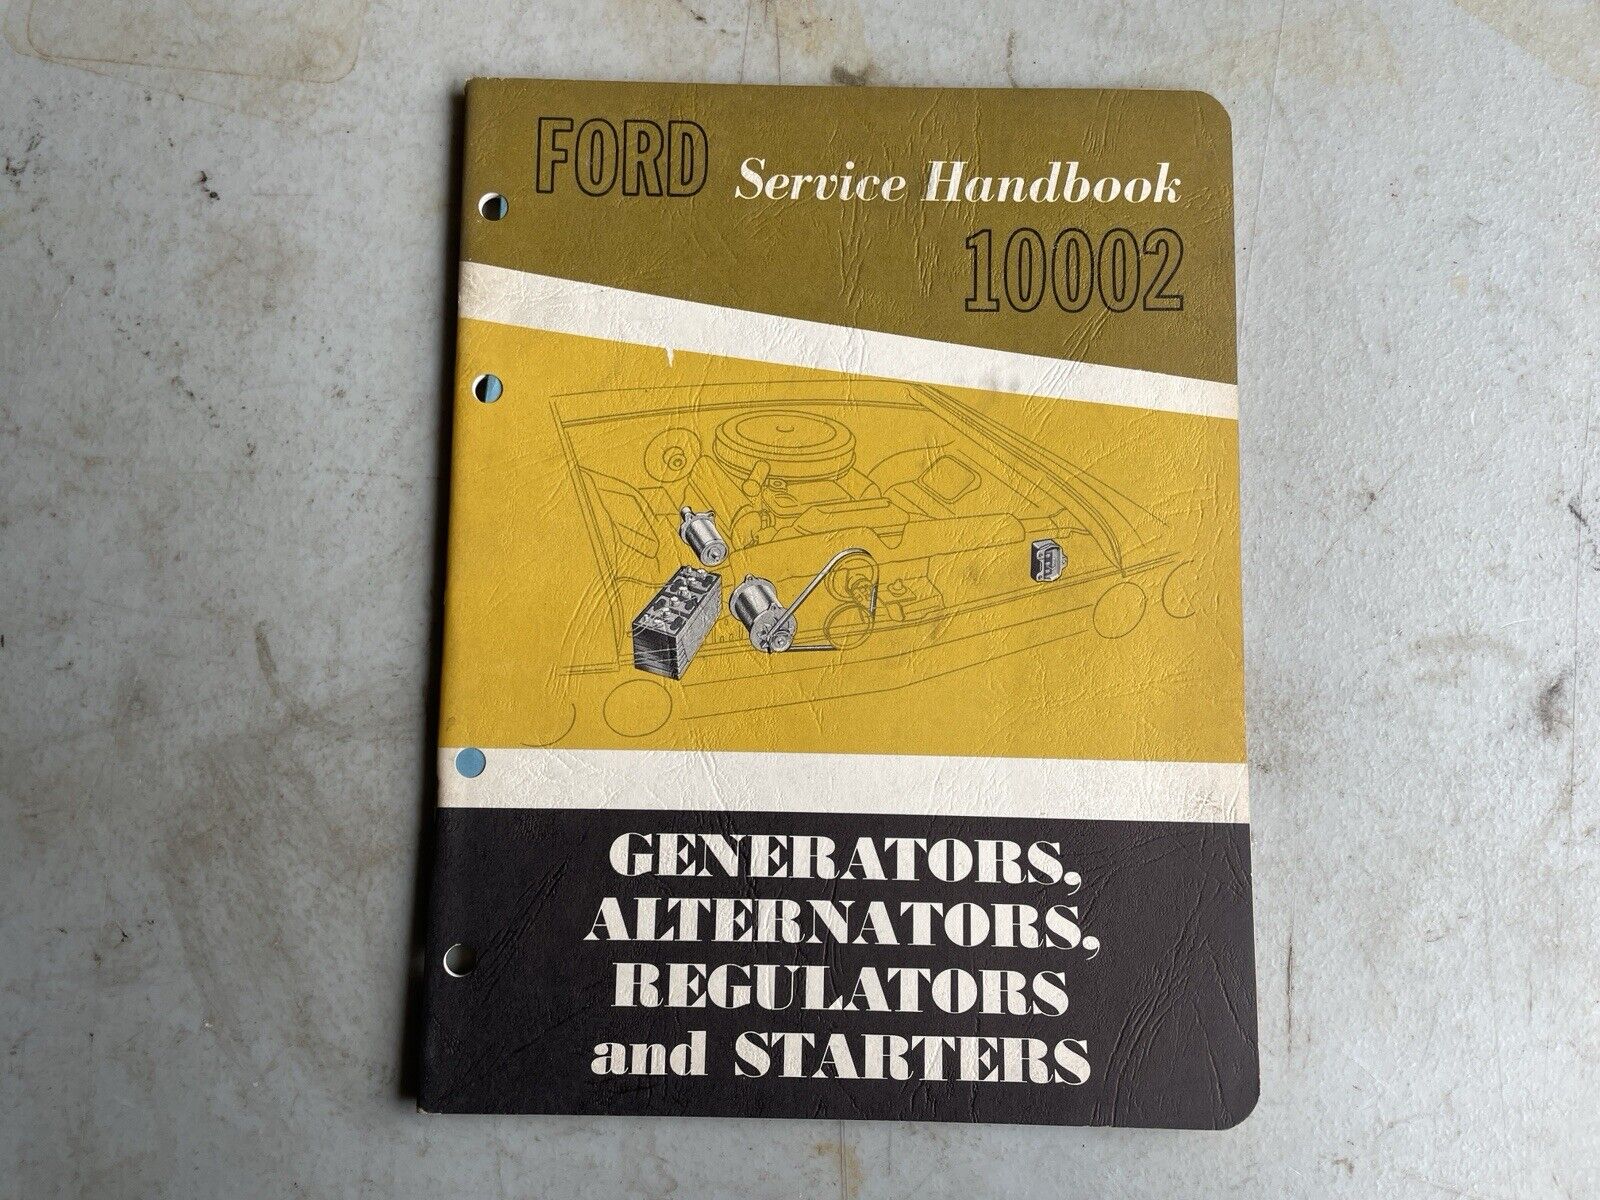 FORD Service Handbook
10002
GENERATORS,
ALTERNATORS,
REGULATORS
and STARTERS